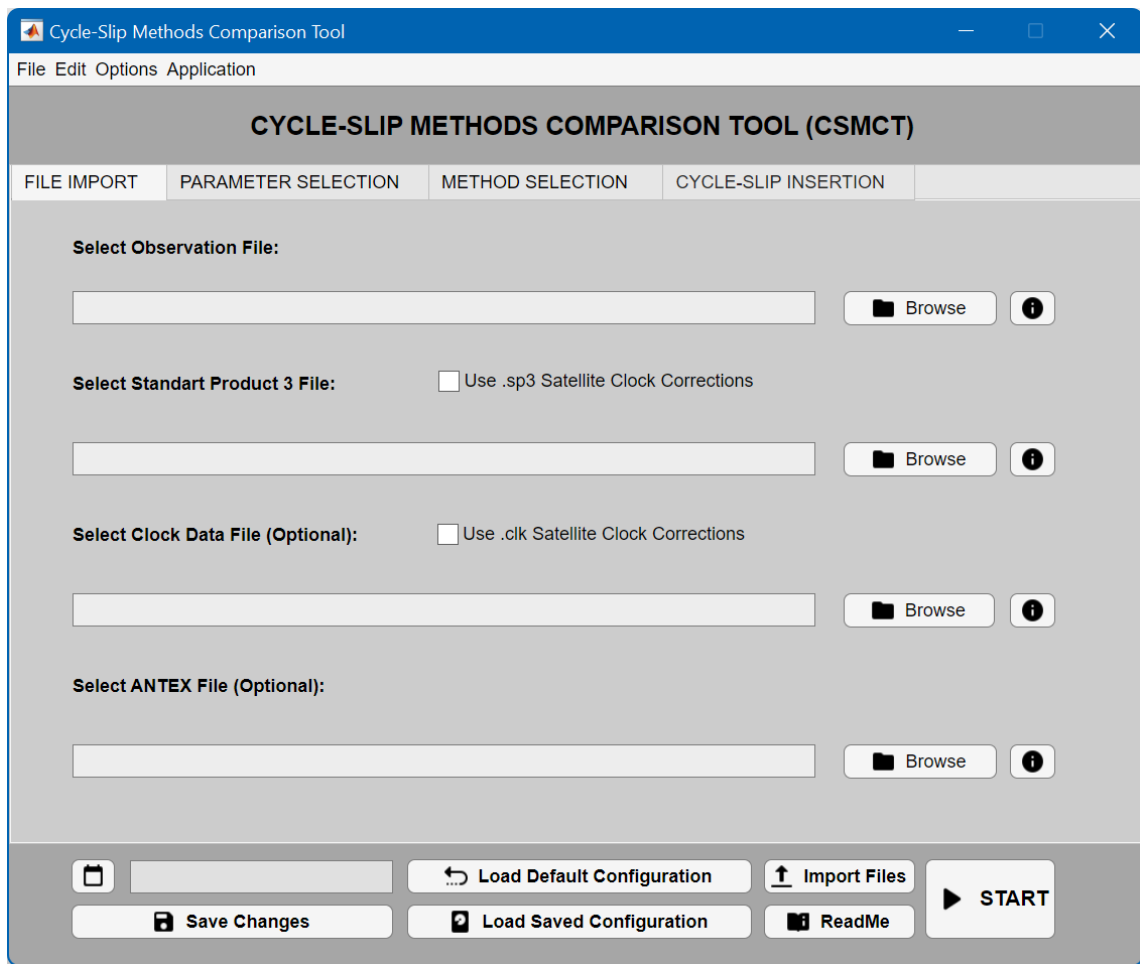 Cycle-Slip Methods Comparison Tool
File Edit Options Application
CYCLE-SLIP METHODS COMPARISON TOOL (CSMCT)
FILE IMPORT PARAMETER SELECTION METHOD SELECTION CYCLE-SLIP INSERTION
Select Observation File:
Browse
Select Standart Product 3 File: Use .sp3 Satellite Clock Corrections
Browse
Select Clock Data File (Optional): Use .clk Satellite Clock Corrections
Browse
Select ANTEX File (Optional):
Browse
Load Default Configuration Import Files START
Save Changes Load Saved Configuration ReadMe